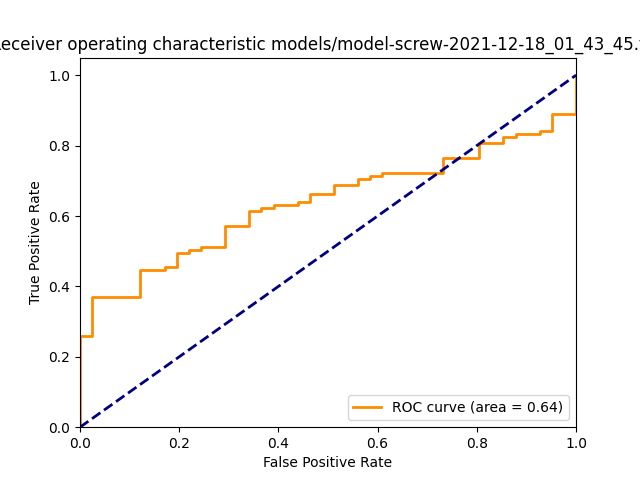 operating characteristic models/model-screw-2021-12-18_01_43_45.
1.0
0.8
0.6
0.4
0.2
0.0
True Positive Rate
ROC curve (area = 0.64)
0.0 0.2 0.4 0.6 0.8 1.0
False Positive Rate